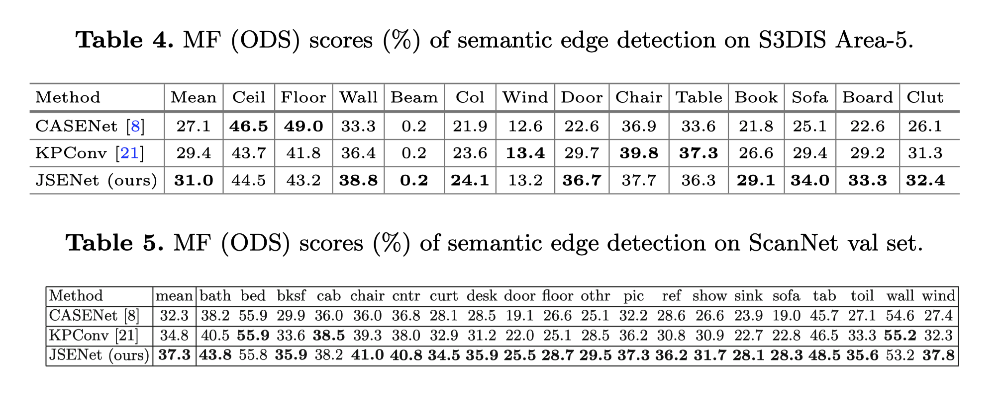 Table 4. MF (ODS) scores (%) of semantic edge detection on S3DIS Area-5.
Method Mean Ceil Floor Wall Beam Col Wind Door Chair Table Book Sofa Board Clut
CASENet [8] 27.1 46.5 49.0 33.3 0.2 21.9 12.6 22.6 36.9 33.6 21.8 25.1 22.6 26.1
KPConv [21] 29.4 43.7 41.8 36.4 0.2 23.6 13.4 29.7 39.8 37.3 26.6 29.4 29.2 31.3
JSENet (ours) 31.0 44.5 43.2 38.8 0.2 24.1 13.2 36.7 37.7 36.3 29.1 34.0 33.3 32.4
Table 5. MF (ODS) scores (%) of semantic edge detection on ScanNet val set.
Method mean bath bed bksf cab chair cntr curt desk door floor othr pic ref show sink sofa tab toil wall wind
CASENet [8] 32.3 38.2 55.9 29.9 36.0 36.0 36.8 28.1 28.5 19.1 26.6 25.1 32.2 28.6 26.6 23.9 19.0 45.7 27.1 54.6 27.4
KPConv [21] 34.8 40.5 55.9 33.6 38.5 39.3 38.0 32.9 31.2 22.0 25.1 28.5 36.2 30.8 30.9 22.7 22.8 46.5 33.3 55.2 32.3
JSENet (ours) 37.3 43.8 55.8 35.9 38.2 41.0 40.8 34.5 35.9 25.5 28.7 29.5 37.3 36.2 31.7 28.1 28.3 48.5 35.6 53.2 37.8